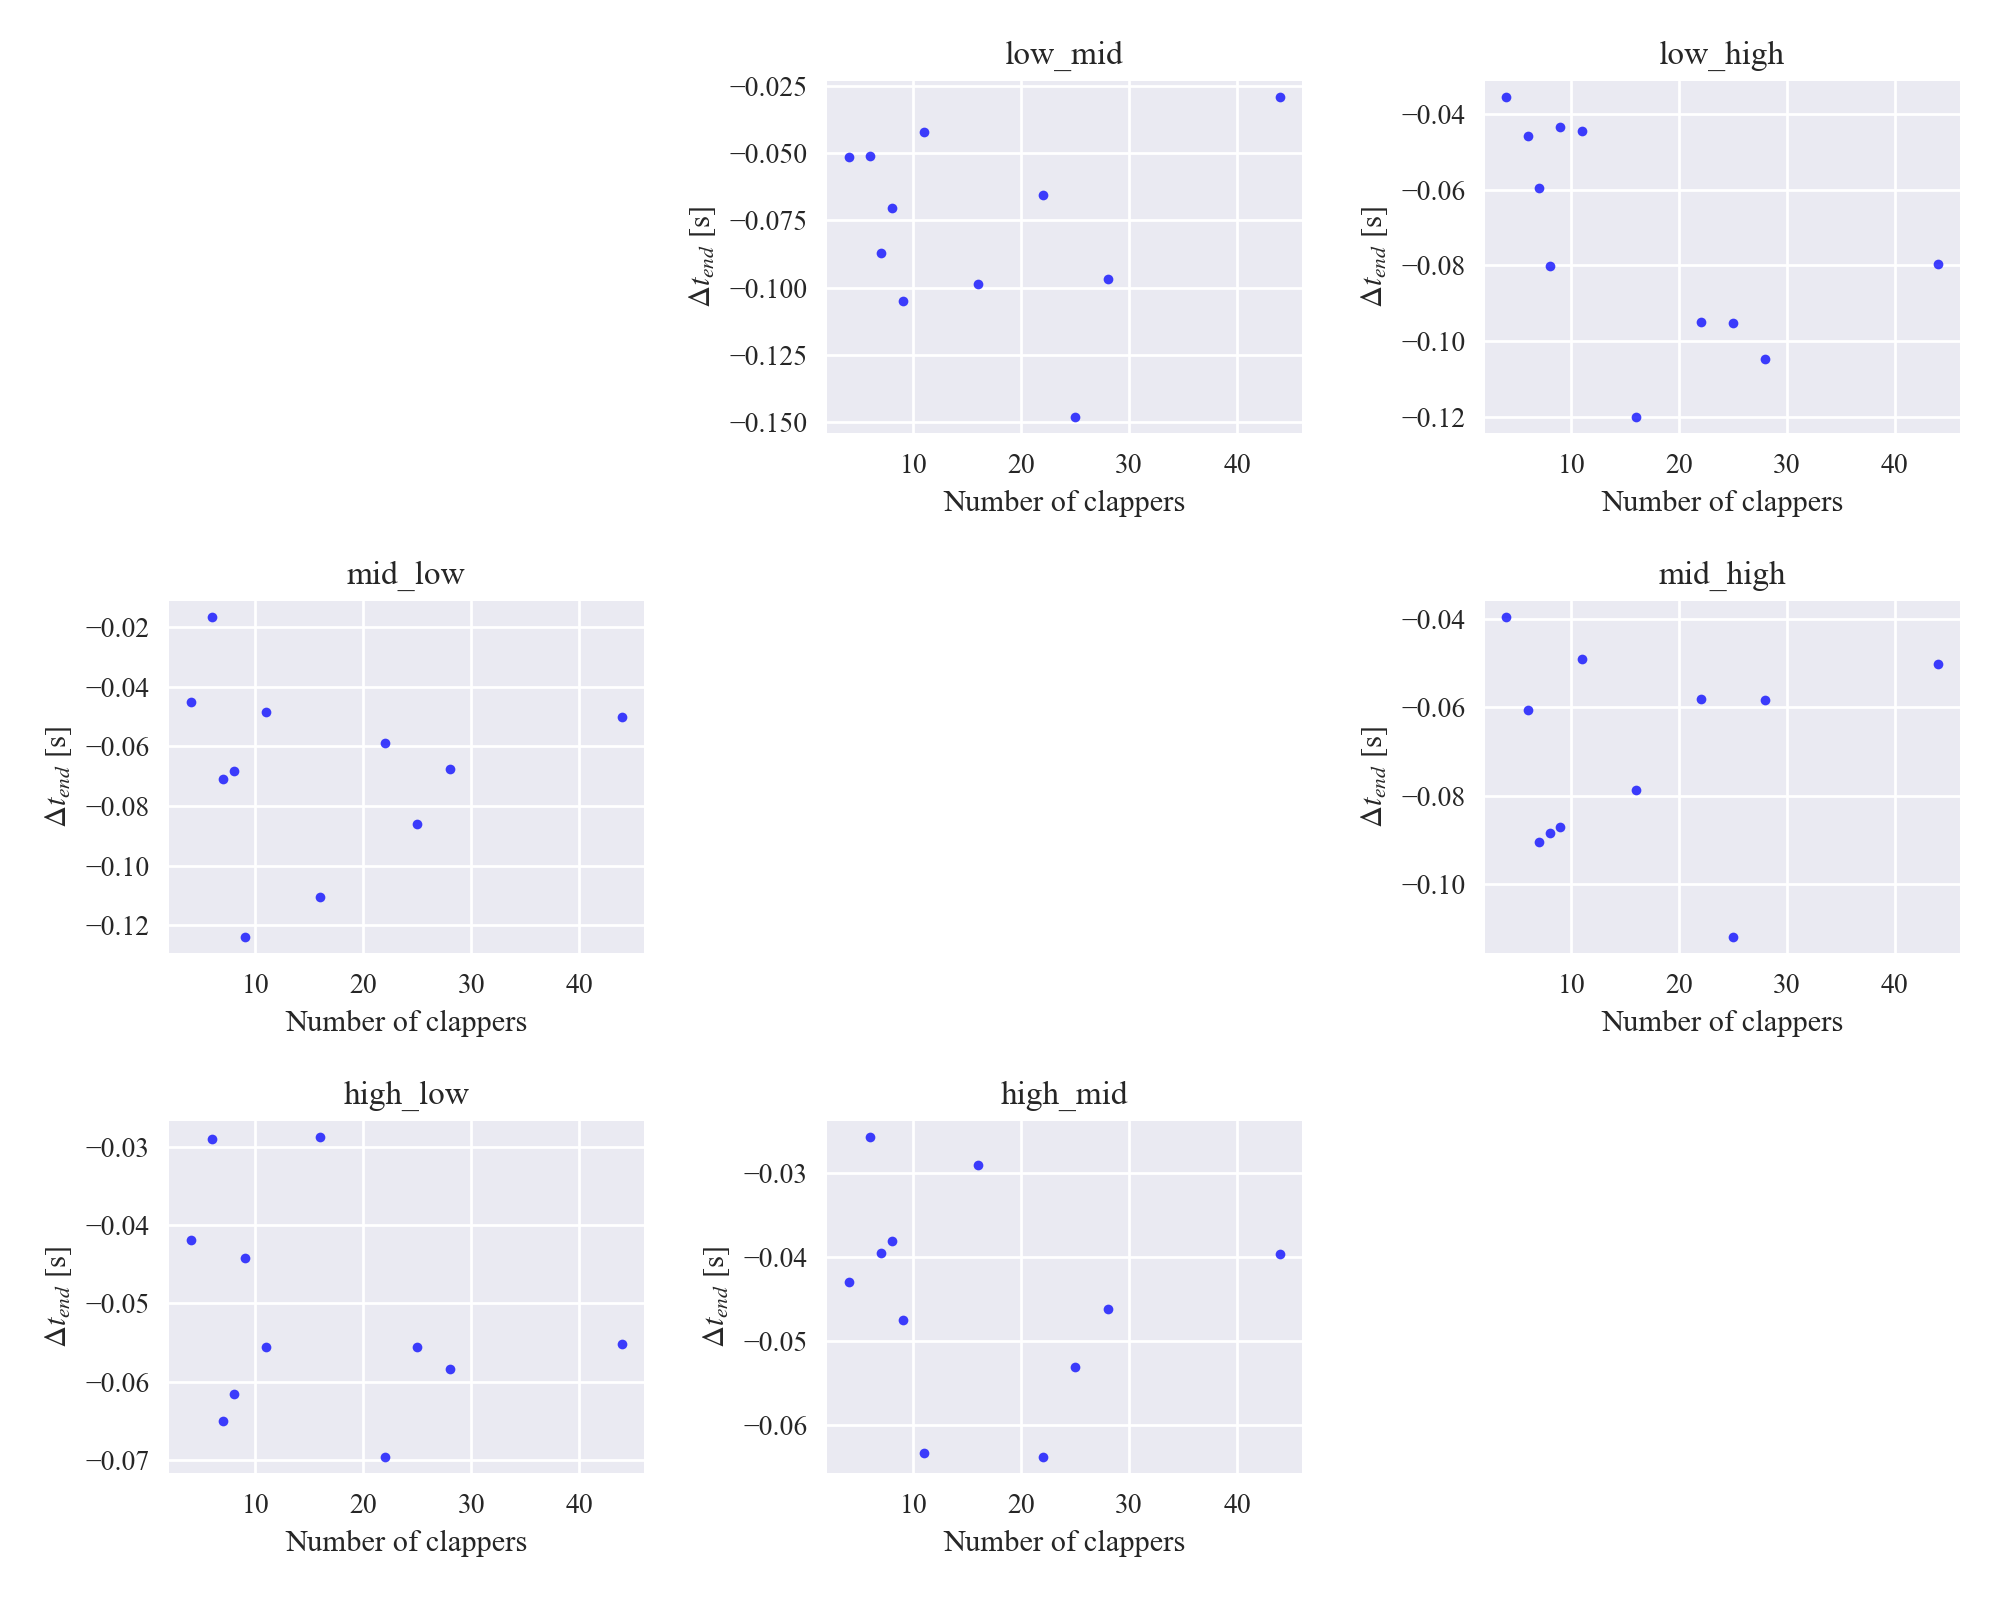 low_mid
−0.025
−0.050
−0.075
−0.100
−0.125
−0.150
Δt_end [s]
10 20 30 40
Number of clappers
low_high
−0.04
−0.06
−0.08
−0.10
−0.12
Δt_end [s]
10 20 30 40
Number of clappers
mid_low
−0.02
−0.04
−0.06
−0.08
−0.10
−0.12
Δt_end [s]
10 20 30 40
Number of clappers
mid_high
−0.04
−0.06
−0.08
−0.10
Δt_end [s]
10 20 30 40
Number of clappers
high_low
−0.03
−0.04
−0.05
−0.06
−0.07
Δt_end [s]
10 20 30 40
Number of clappers
high_mid
−0.03
−0.04
−0.05
−0.06
Δt_end [s]
10 20 30 40
Number of clappers